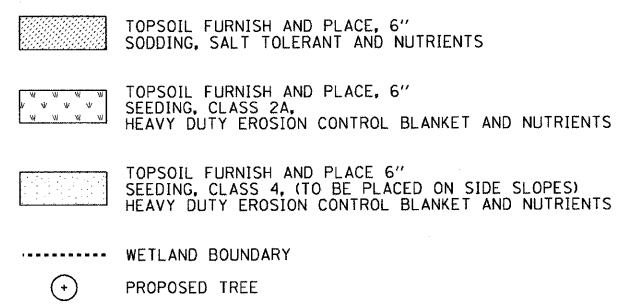 TOPSOIL FURNISH AND PLACE, 6"
SODDING, SALT TOLERANT AND NUTRIENTS
TOPSOIL FURNISH AND PLACE, 6"
SEEDING, CLASS 2A,
HEAVY DUTY EROSION CONTROL BLANKET AND NUTRIENTS
TOPSOIL FURNISH AND PLACE 6"
SEEDING, CLASS 4, (TO BE PLACED ON SIDE SLOPES)
HEAVY DUTY EROSION CONTROL BLANKET AND NUTRIENTS
WETLAND BOUNDARY
PROPOSED TREE